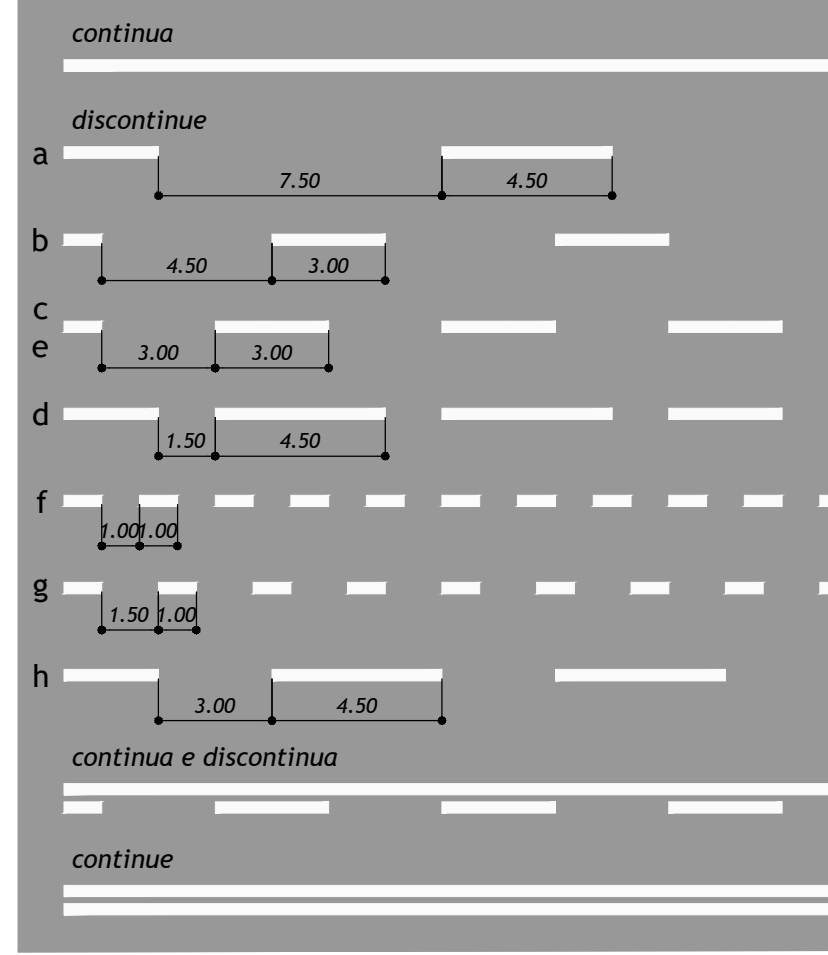 continua
discontinue
a
7.50 4.50
b
4.50 3.00
c
e
3.00 3.00
d
1.50 4.50
f
1.00 1.00
g
1.50 1.00
h
3.00 4.50
continua e discontinua
continue